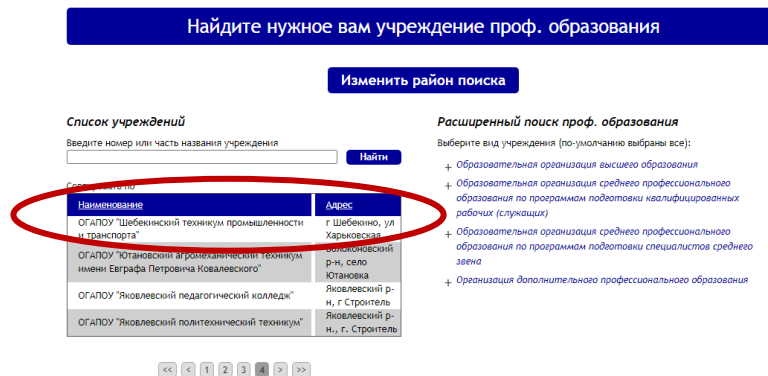 Найдите нужное вам учреждение проф. образования
Изменить район поиска
Список учреждений
Введите номер или часть названия учреждения
Найти
Сортировать по
Наименование
Адрес
ОГАПОУ "Шебекинский техникум промышленности
и транспорта"
г Шебекино, ул
Харьковская
ОГАПОУ "Ютановский агромеханический техникум
имени Евграфа Петровича Ковалевского"
Волоконовский
р-н, село
Ютановка
ОГАПОУ "Яковлевский педагогический колледж"
Яковлевский р-
н, г Строитель
ОГАПОУ "Яковлевский политехнический техникум"
Яковлевский р-
н., г. Строитель
<< < 1 2 3 4 > >>
Расширенный поиск проф. образования
Выберите вид учреждения (по-умолчанию выбраны все):
+ Образовательная организация высшего образования
+ Образовательная организация среднего профессионального
образования по программам подготовки квалифицированных
рабочих (служащих)
+ Образовательная организация среднего профессионального
образования по программам подготовки специалистов среднего
звена
+ Организация дополнительного профессионального образования